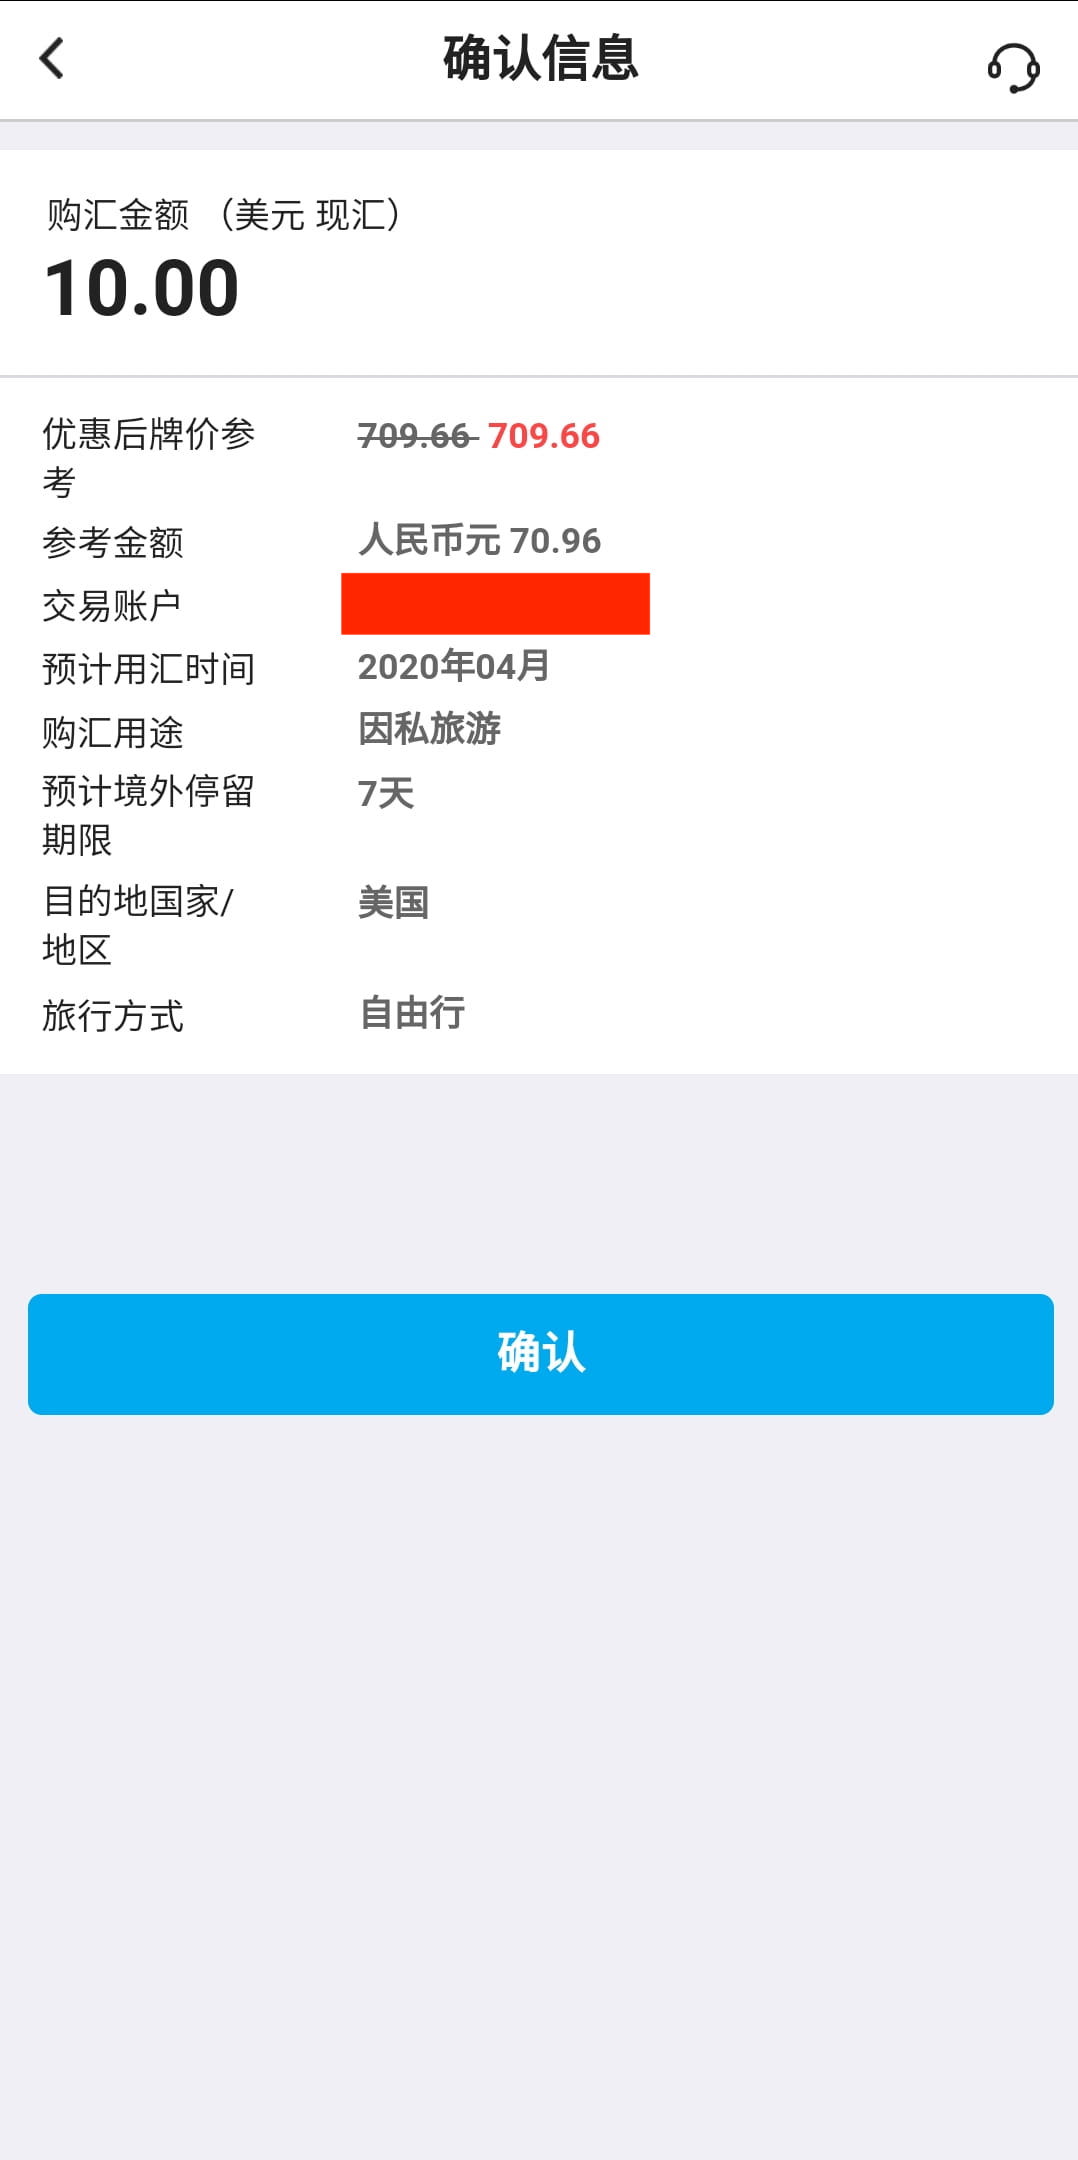 确认信息
购汇金额 （美元 现汇）
10.00
优惠后牌价参考 709.66 709.66
参考金额 人民币元 70.96
交易账户
预计用汇时间 2020年04月
购汇用途 因私旅游
预计境外停留期限 7天
目的地国家/地区 美国
旅行方式 自由行
确认